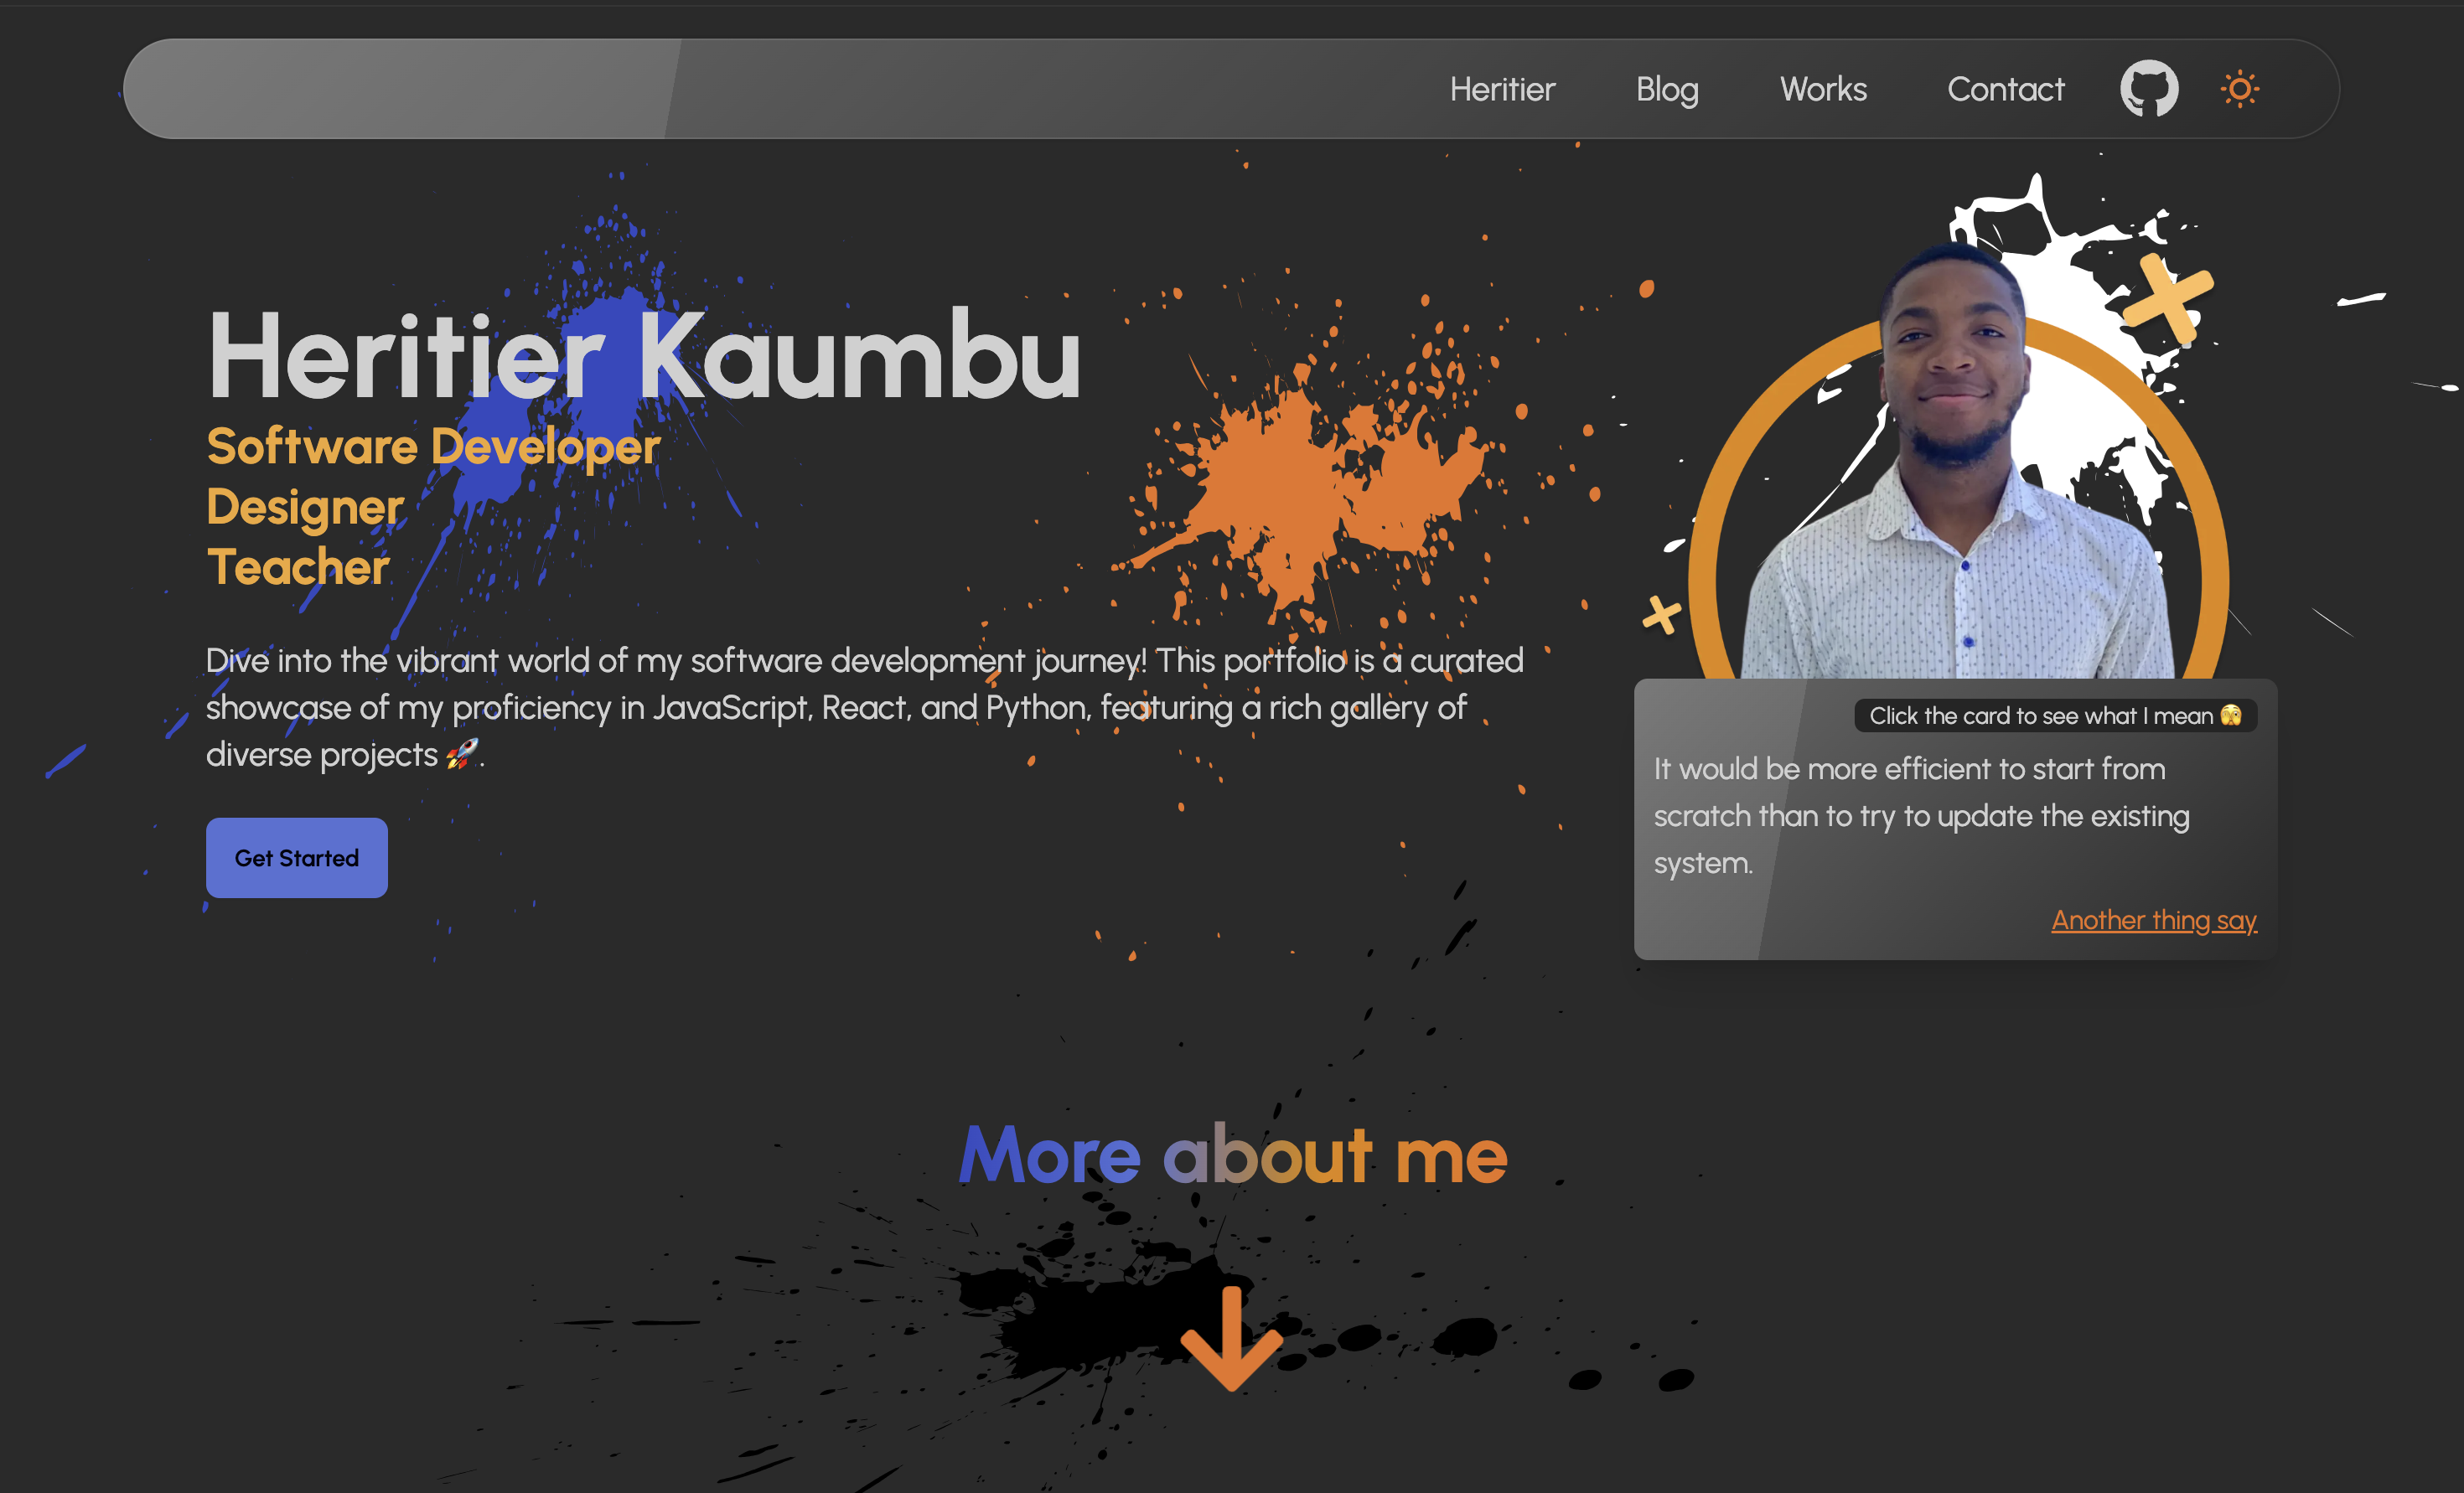 Heritier Blog Works Contact
Heritier Kaumbu
Software Developer
Designer
Teacher
Dive into the vibrant world of my software development journey! This portfolio is a curated
showcase of my proficiency in JavaScript, React, and Python, featuring a rich gallery of
diverse projects 🚀.
Get Started
Click the card to see what I mean 🫣
It would be more efficient to start from
scratch than to try to update the existing
system.
Another thing say
More about me